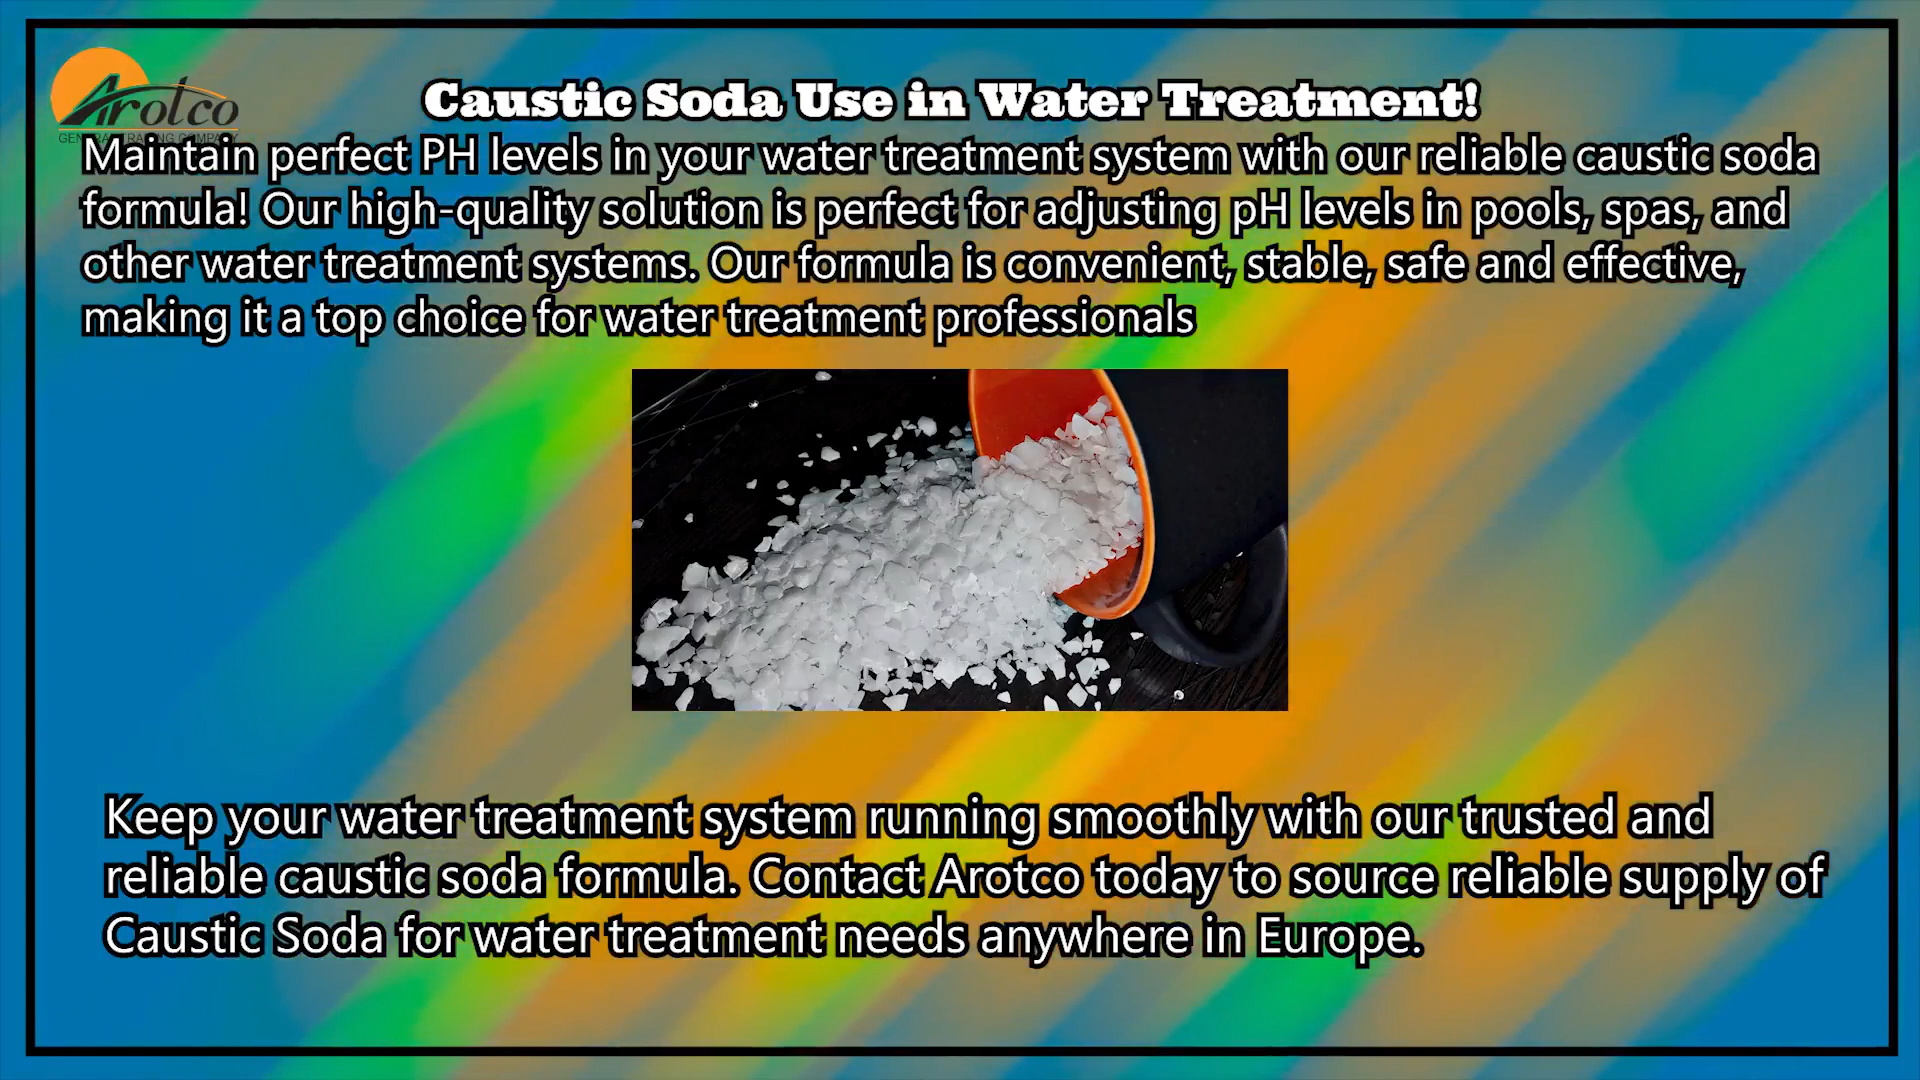 Arotco
GENERAL TRADING COMPANY
Caustic Soda Use in Water Treatment!
Maintain perfect PH levels in your water treatment system with our reliable caustic soda
formula! Our high-quality solution is perfect for adjusting pH levels in pools, spas, and
other water treatment systems. Our formula is convenient, stable, safe and effective,
making it a top choice for water treatment professionals
Keep your water treatment system running smoothly with our trusted and
reliable caustic soda formula. Contact Arotco today to source reliable supply of
Caustic Soda for water treatment needs anywhere in Europe.